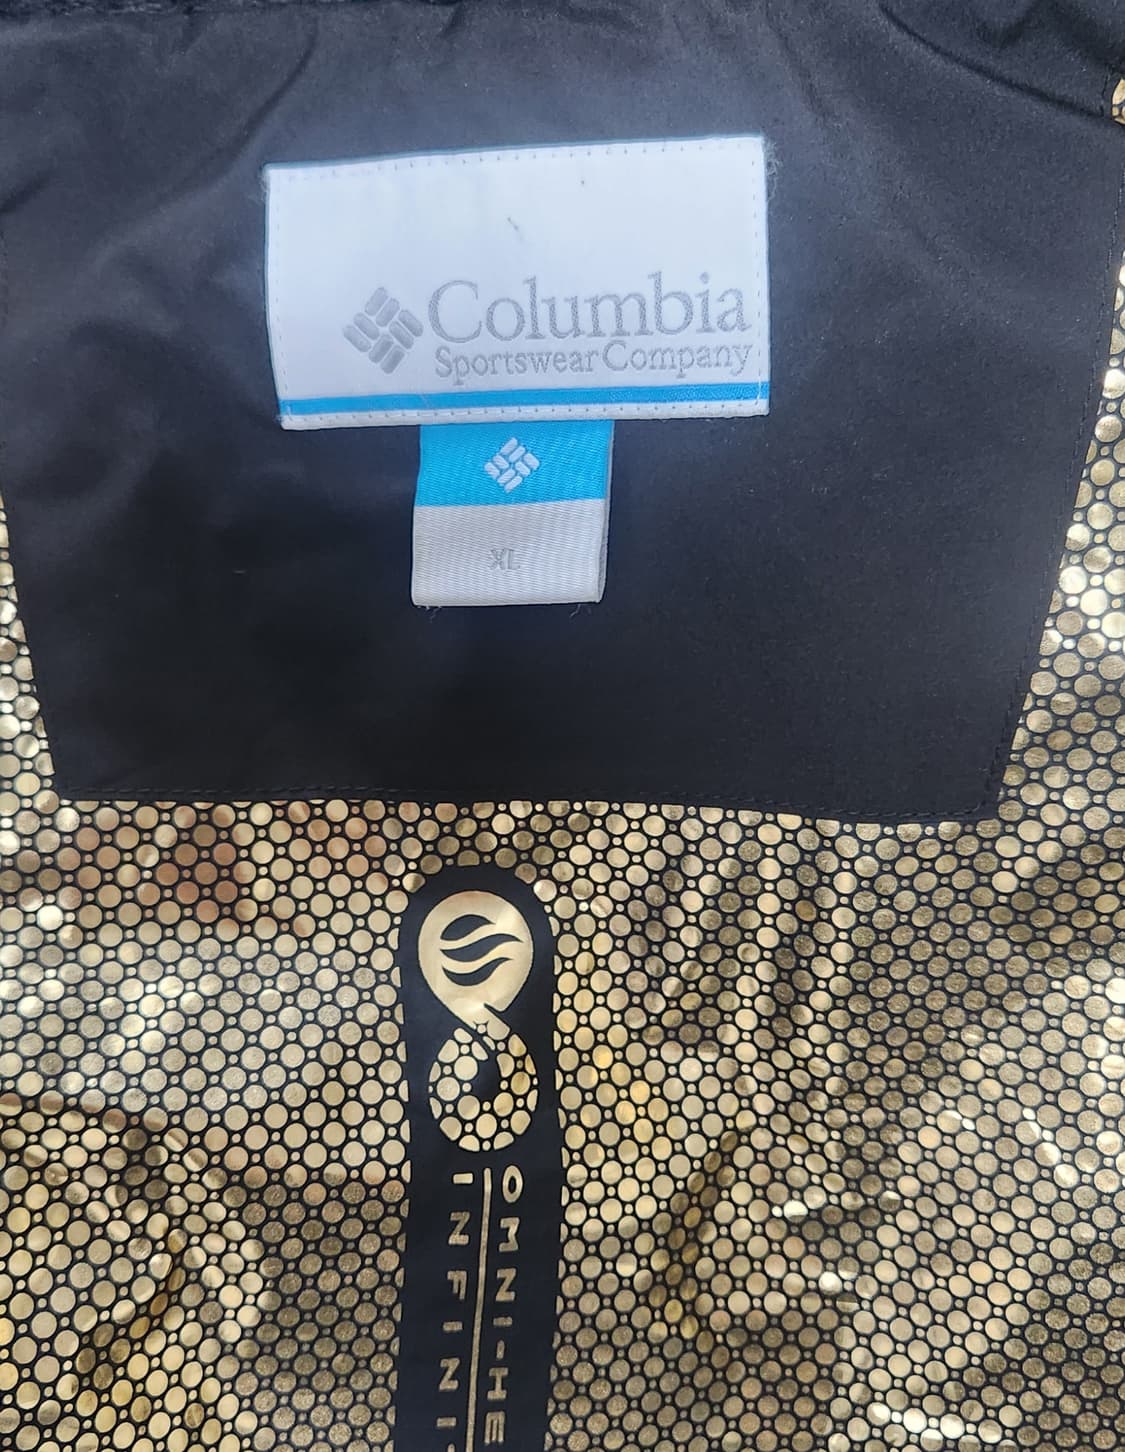 Columbia
Sportswear Company
XL
OMNI-HE
INFINI